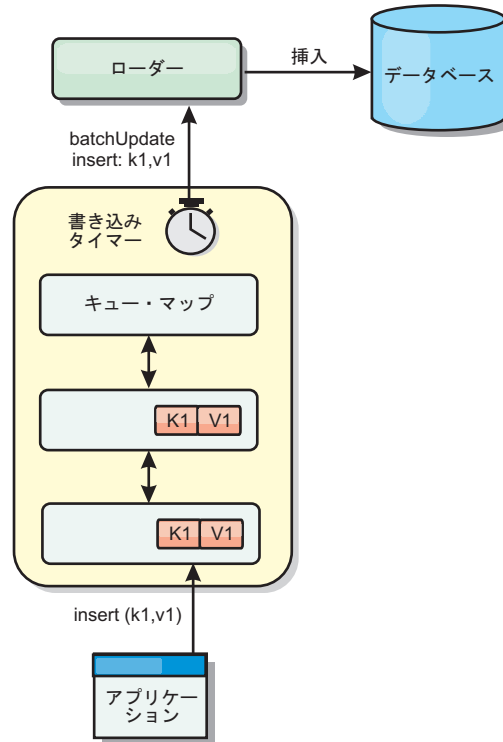 ローダー
挿入
データベース
batchUpdate
insert: k1,v1
書き込み
タイマー
キュー・マップ
K1 V1
K1 V1
insert (k1,v1)
アプリケー
ション